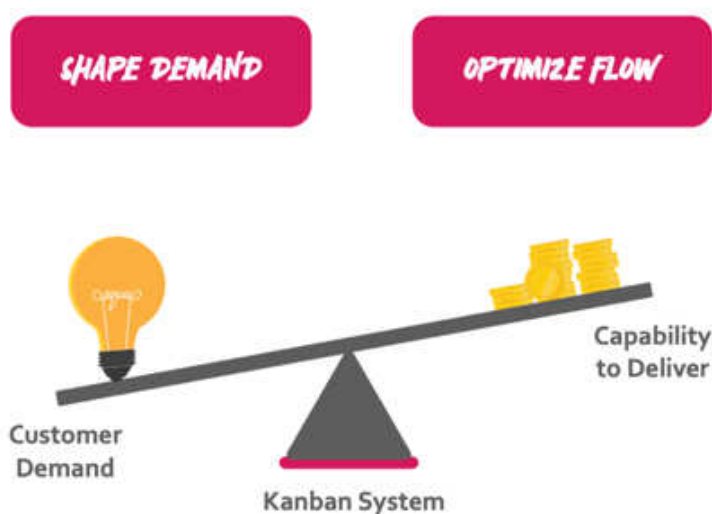 SHAPE DEMAND
OPTIMIZE FLOW
Capability
to Deliver
Customer
Demand
Kanban System